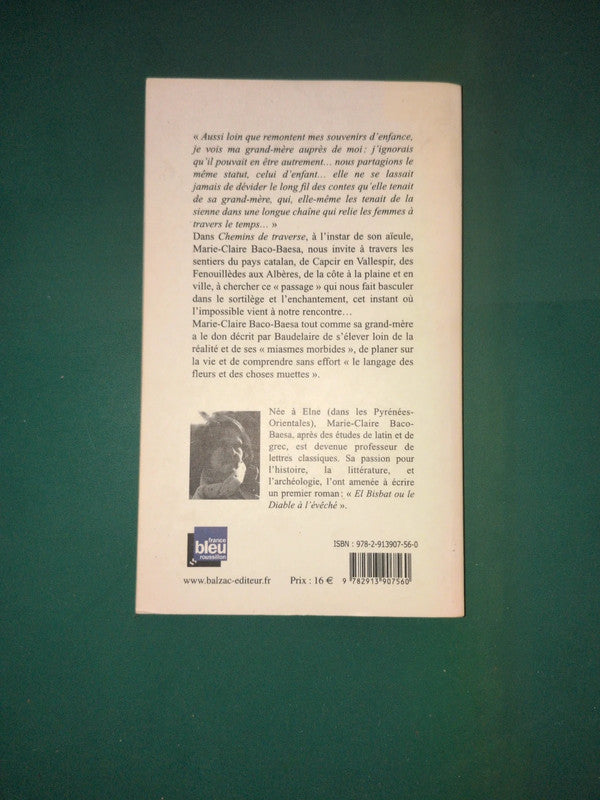 « Aussi loin que remontent mes souvenirs d'enfance,
je vois ma grand-mère auprès de moi : j'ignorais
qu'il pouvait en être autrement... nous partagions le
même statut, celui d'enfant... elle ne se lassait
jamais de dévider le long fil des contes qu'elle tenait
de sa grand-mère, qui, elle-même les tenait de la
sienne dans une longue chaîne qui relie les femmes à
travers le temps... »
Dans Chemins de traverse, à l'instar de son aïeule,
Marie-Claire Baco-Baesa, nous invite à travers les
sentiers du pays catalan, de Capcir en Vallespir, des
Fenouillèdes aux Albères, de la côte à la plaine et en
ville, à chercher ce « passage » qui nous fait basculer
dans le sortilège et l'enchantement, cet instant où
l'impossible vient à notre rencontre...
Marie-Claire Baco-Baesa tout comme sa grand-mère
a le don décrit par Baudelaire de s'élever loin de la
réalité et de ses « miasmes morbides », de planer sur
la vie et de comprendre sans effort « le langage des
fleurs et des choses muettes ».
Née à Elne (dans les Pyrénées-
Orientales), Marie-Claire Baco-
Baesa, après des études de latin et de
grec, est devenue professeur de
lettres classiques. Sa passion pour
l'histoire, la littérature, et
l'archéologie, l'ont amenée à écrire
un premier roman : « El Bisbat ou le
Diable à l'évêché ».
france
bleu
roussillon
www.balzac-editeur.fr
Prix : 16 €
ISBN : 978-2-913907-56-0
9 782913 907560